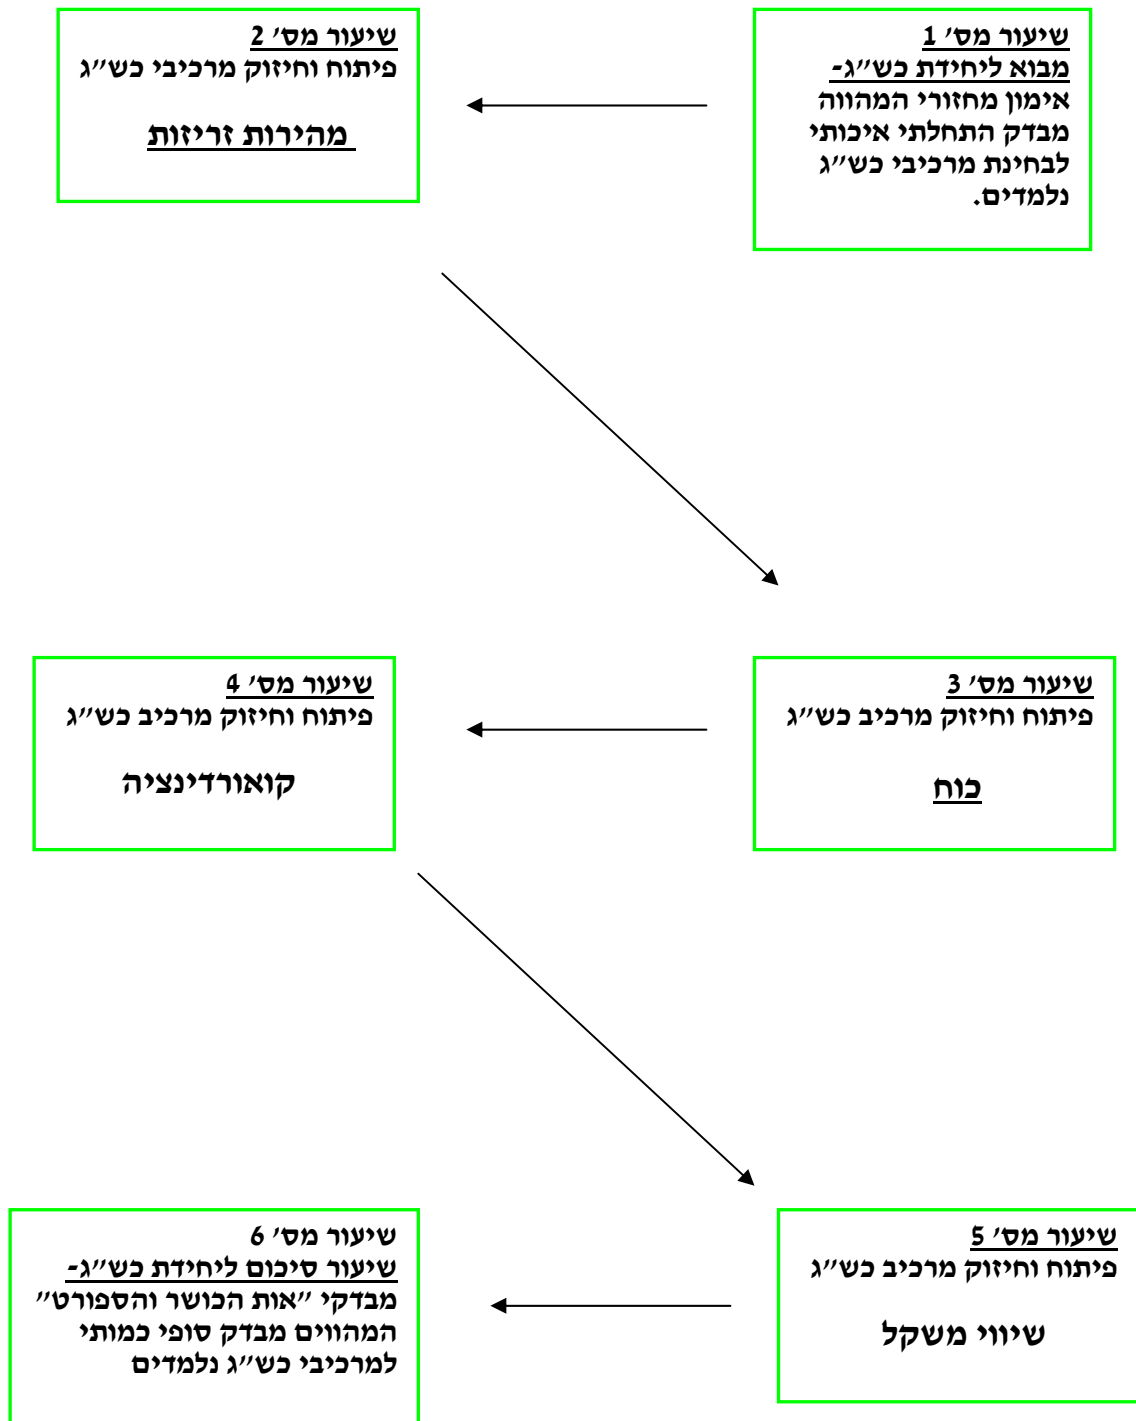 שיעור מס׳ 1
מבוא ליחידת כש״ג-
אימון מחזורי המהווה
מבדק התחלתי איכותי
לבחינת מרכיבי כש״ג
נלמדים.
שיעור מס׳ 2
פיתוח וחיזוק מרכיבי כש״ג
מהירות זריזות
שיעור מס׳ 3
פיתוח וחיזוק מרכיב כש״ג
כוח
שיעור מס׳ 4
פיתוח וחיזוק מרכיב כש״ג
קואורדינציה
שיעור מס׳ 5
פיתוח וחיזוק מרכיב כש״ג
שיווי משקל
שיעור מס׳ 6
שיעור סיכום ליחידת כש״ג-
מבדקי ״אות הכושר והספורט״
המהווים מבדק סופי כמותי
למרכיבי כש״ג נלמדים